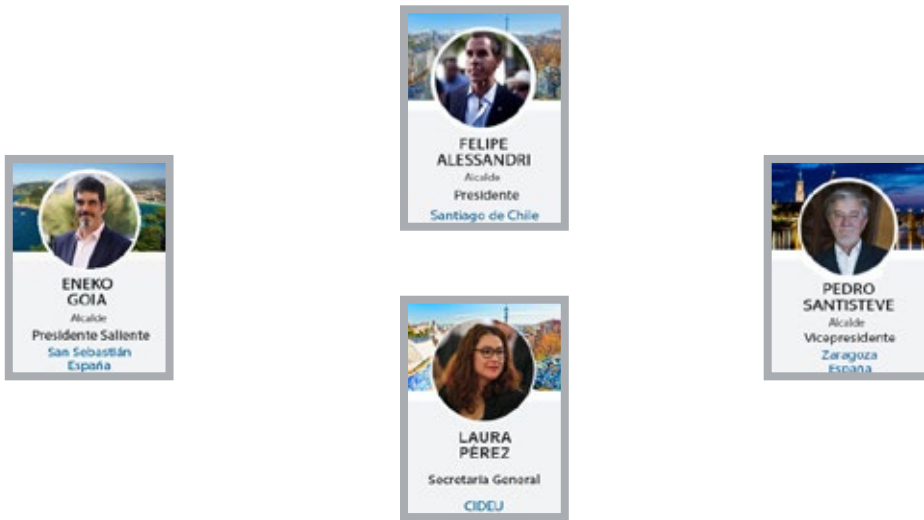 FELIPE
ALESSANDRI
Alcalde
Presidente
Santiago de Chile
ENEKO
GOIA
Alcalde
Presidente Saliente
San Sebastián
España
PEDRO
SANTISTEVE
Alcalde
Vicepresidente
Zaragoza
España
LAURA
PÉREZ
Secretaria General
CIDEU